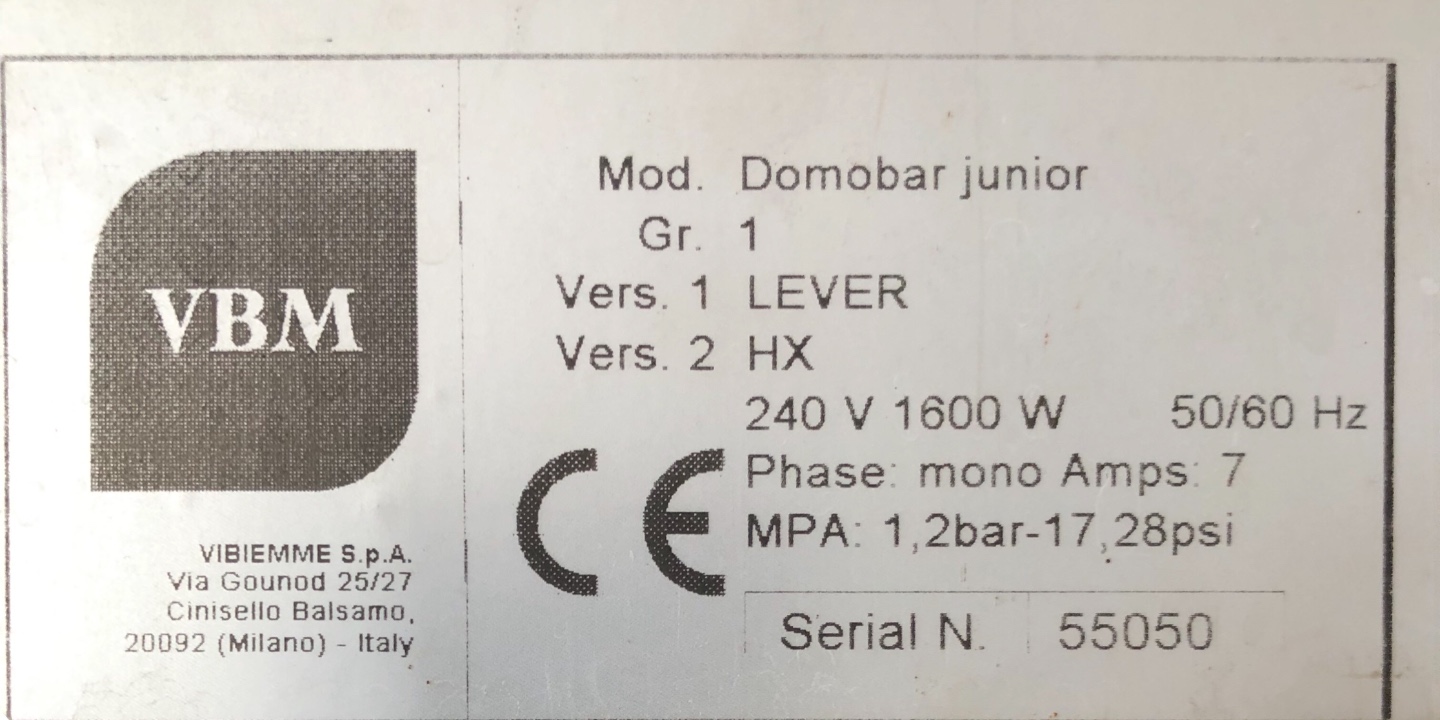 VBM
VIBIEMME S.p.A.
Via Gounod 25/27
Cinisello Balsamo,
20092 (Milano) - Italy
Mod. Domobar junior
Gr. 1
Vers. 1 LEVER
Vers. 2 HX
240 V 1600 W 50/60 Hz
Phase: mono Amps: 7
MPA: 1,2bar-17,28psi
CE
Serial N. 55050